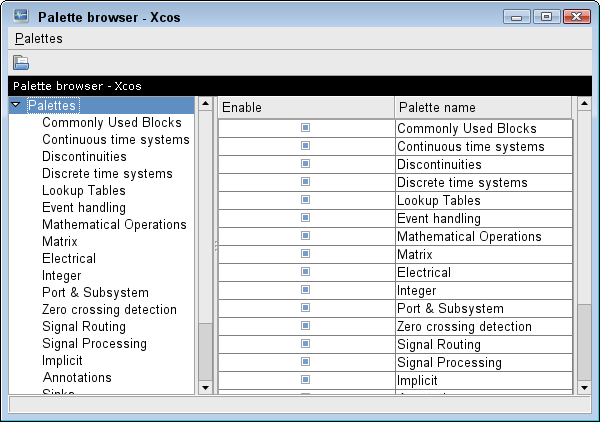 Palette browser - Xcos
Palettes
Palette browser - Xcos
Palettes
Commonly Used Blocks
Continuous time systems
Discontinuities
Discrete time systems
Lookup Tables
Event handling
Mathematical Operations
Matrix
Electrical
Integer
Port & Subsystem
Zero crossing detection
Signal Routing
Signal Processing
Implicit
Annotations
Sinks
Enable Palette name
Commonly Used Blocks
Continuous time systems
Discontinuities
Discrete time systems
Lookup Tables
Event handling
Mathematical Operations
Matrix
Electrical
Integer
Port & Subsystem
Zero crossing detection
Signal Routing
Signal Processing
Implicit